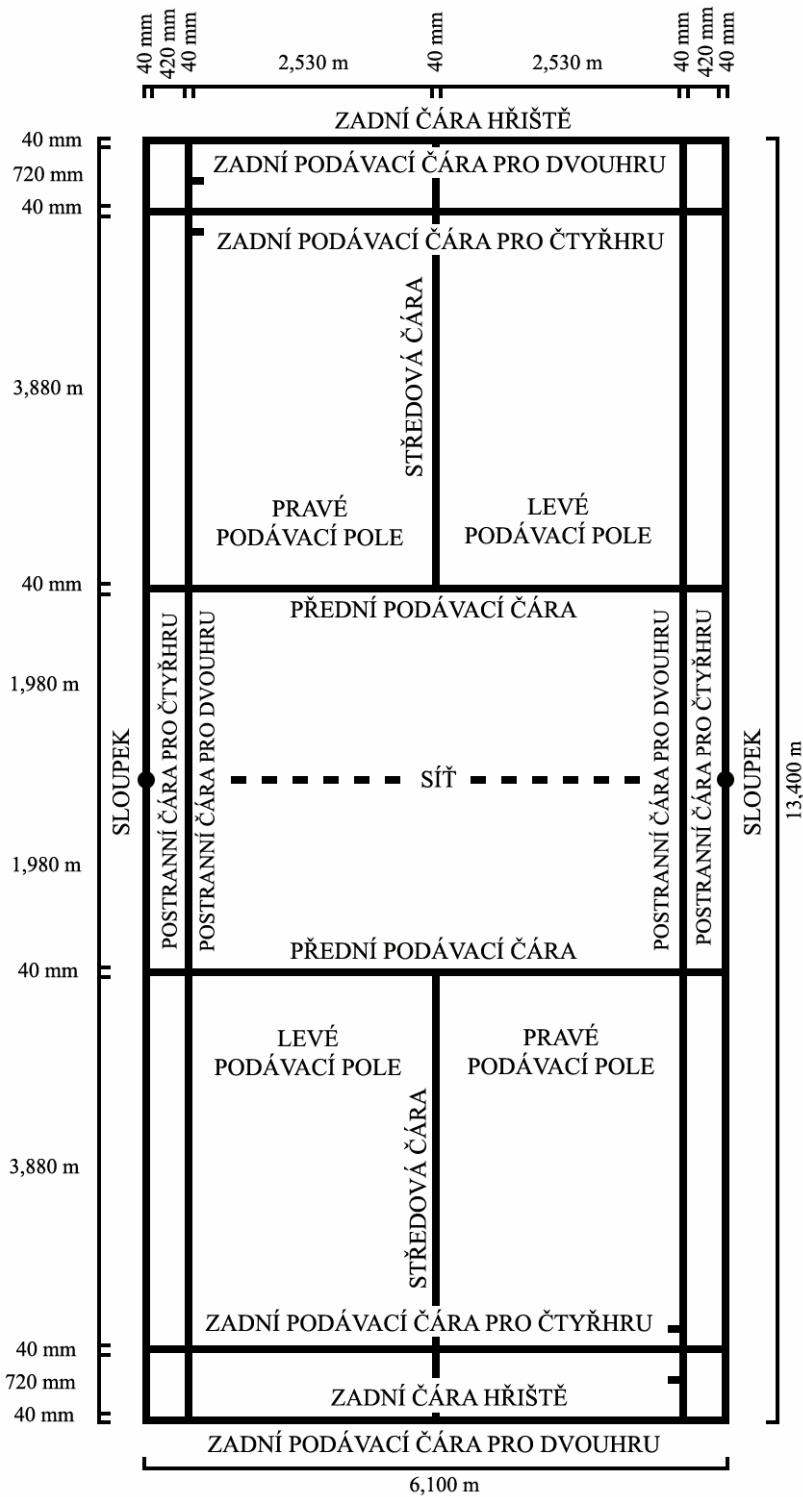 40 mm
420 mm
40 mm
2,530 m
40 mm
2,530 m
40 mm
420 mm
40 mm
ZADNÍ ČÁRA HŘIŠTĚ
40 mm
ZADNÍ PODÁVACÍ ČÁRA PRO DVOUHRU
720 mm
40 mm
ZADNÍ PODÁVACÍ ČÁRA PRO ČTYŘHRU
STŘEDOVÁ ČÁRA
3,880 m
PRAVÉ
PODÁVACÍ POLE
LEVÉ
PODÁVACÍ POLE
40 mm
PŘEDNÍ PODÁVACÍ ČÁRA
1,980 m
SLOUPEK
POSTRANNÍ ČÁRA PRO ČTYŘHRU
POSTRANNÍ ČÁRA PRO DVOUHRU
SÍŤ
POSTRANNÍ ČÁRA PRO DVOUHRU
POSTRANNÍ ČÁRA PRO ČTYŘHRU
SLOUPEK
13,400 m
1,980 m
PŘEDNÍ PODÁVACÍ ČÁRA
40 mm
LEVÉ
PODÁVACÍ POLE
PRAVÉ
PODÁVACÍ POLE
STŘEDOVÁ ČÁRA
3,880 m
ZADNÍ PODÁVACÍ ČÁRA PRO ČTYŘHRU
40 mm
720 mm
ZADNÍ ČÁRA HŘIŠTĚ
40 mm
ZADNÍ PODÁVACÍ ČÁRA PRO DVOUHRU
6,100 m